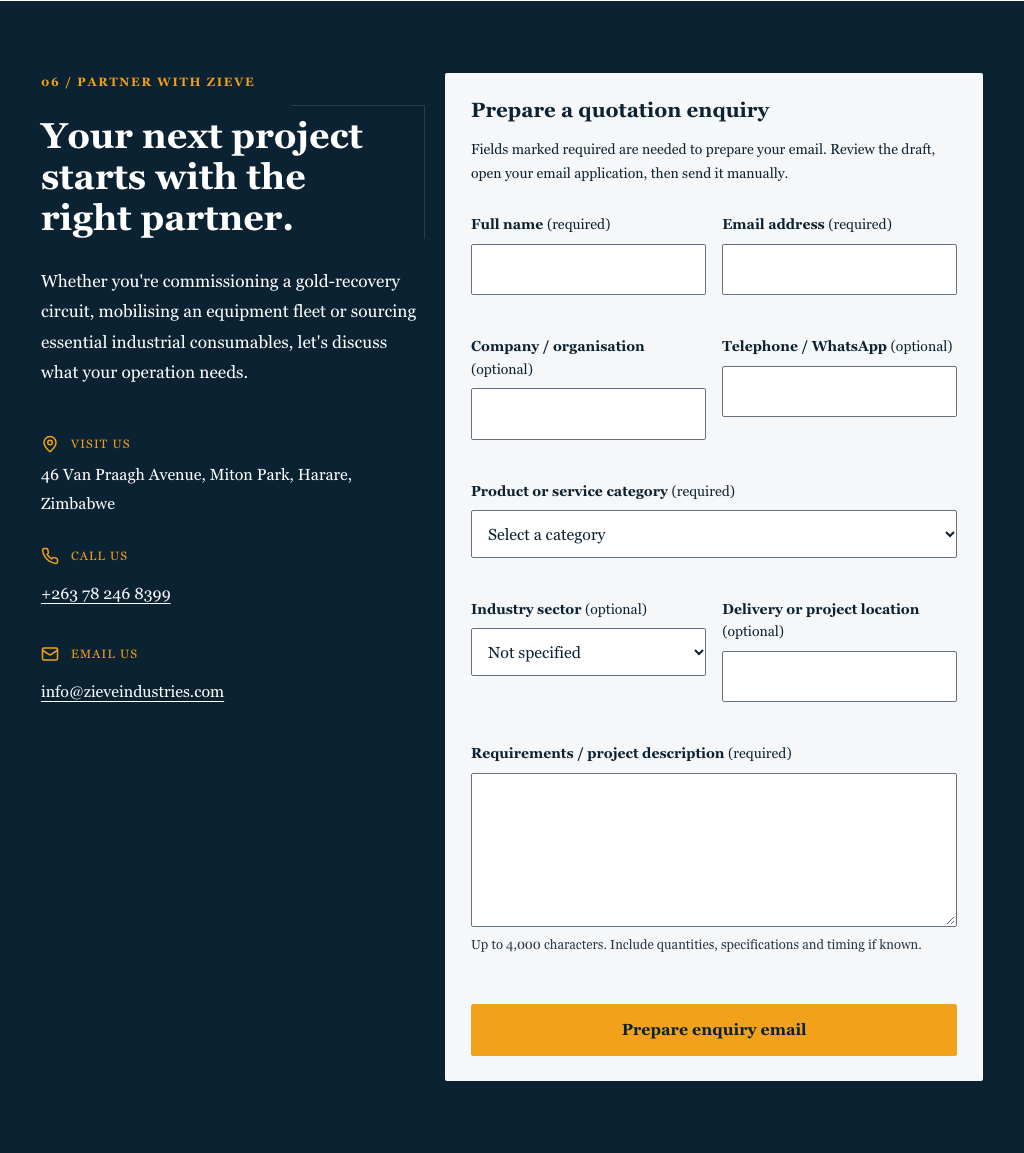 06 / PARTNER WITH ZIEVE
Your next project
starts with the
right partner.
Whether you're commissioning a gold-recovery
circuit, mobilising an equipment fleet or sourcing
essential industrial consumables, let's discuss
what your operation needs.
VISIT US
46 Van Praagh Avenue, Miton Park, Harare,
Zimbabwe
CALL US
+263 78 246 8399
EMAIL US
info@zieveindustries.com
Prepare a quotation enquiry
Fields marked required are needed to prepare your email. Review the draft,
open your email application, then send it manually.
Full name (required)
Email address (required)
Company / organisation
(optional)
Telephone / WhatsApp (optional)
Product or service category (required)
Select a category
Industry sector (optional)
Not specified
Delivery or project location
(optional)
Requirements / project description (required)
Up to 4,000 characters. Include quantities, specifications and timing if known.
Prepare enquiry email